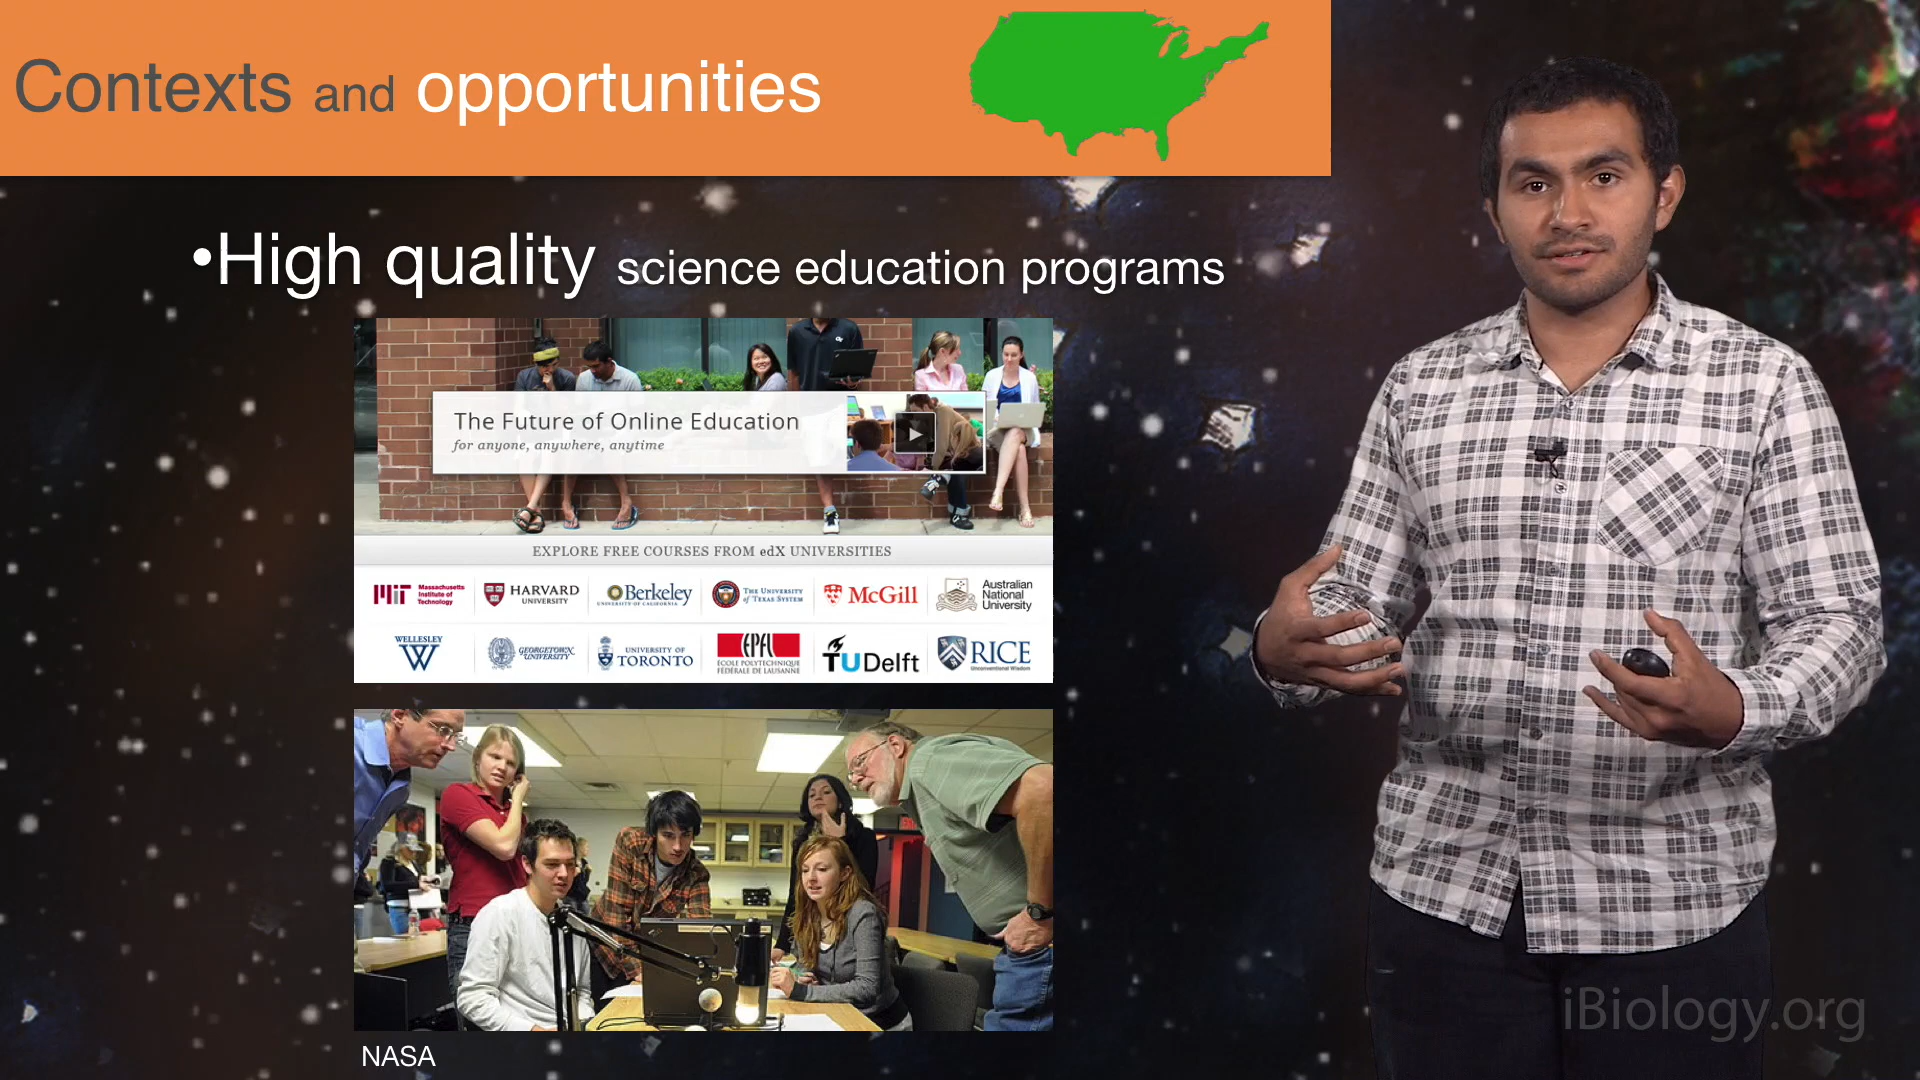 Contexts and opportunities
•High quality science education programs
The Future of Online Education
for anyone, anywhere, anytime
EXPLORE FREE COURSES FROM edX UNIVERSITIES
MIT Massachusetts Institute of Technology
HARVARD UNIVERSITY
Berkeley UNIVERSITY OF CALIFORNIA
THE UNIVERSITY of TEXAS SYSTEM
McGill
Australian National University
WELLESLEY W
GEORGETOWN UNIVERSITY
UNIVERSITY OF TORONTO
EPFL ÉCOLE POLYTECHNIQUE FÉDÉRALE DE LAUSANNE
TUDelft
RICE Unconventional Wisdom
NASA
iBiology.org